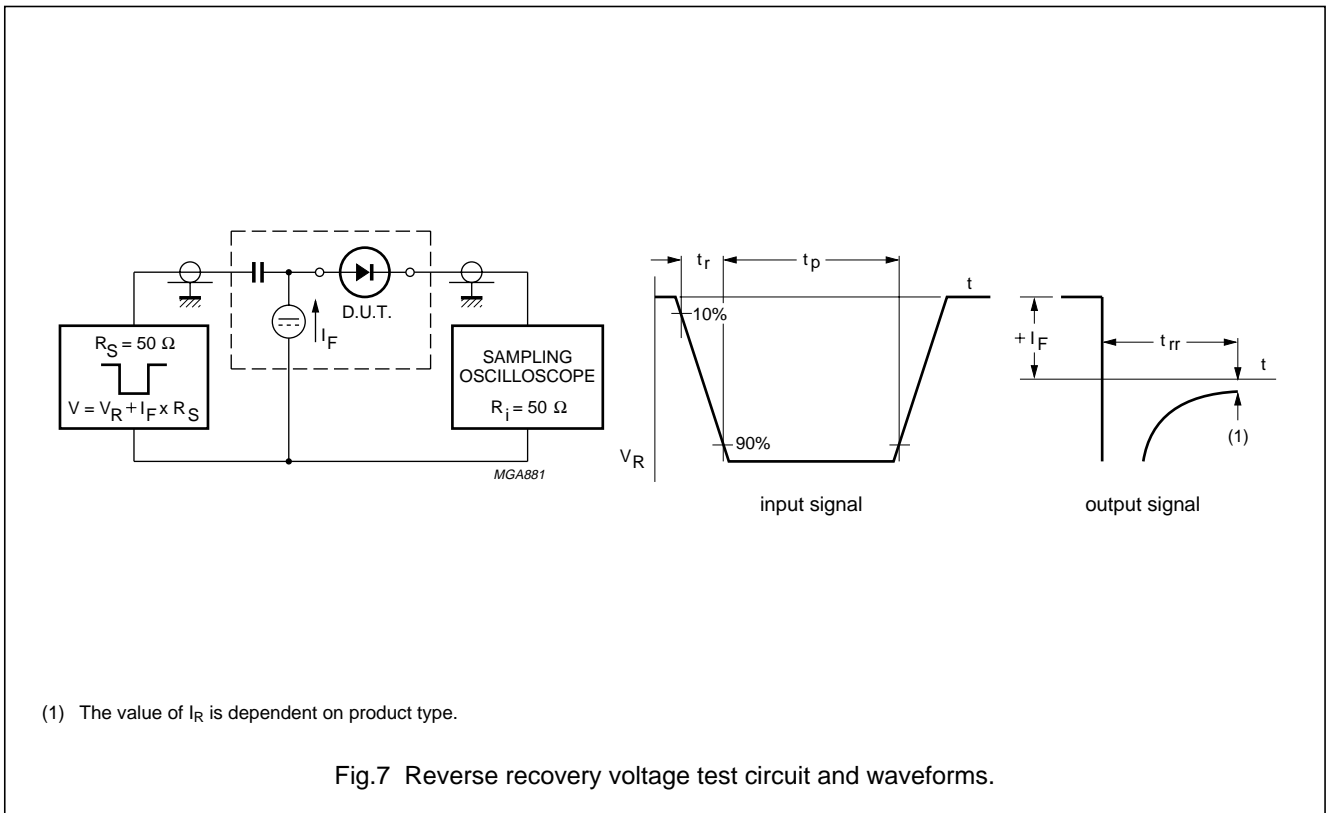 R_S = 50 Ω
V = V_R + I_F x R_S
I_F
D.U.T.
SAMPLING
OSCILLOSCOPE
R_i = 50 Ω
MGA881
t_r
t_p
t
10%
90%
V_R
input signal
+ I_F
t_rr
t
(1)
output signal
(1) The value of I_R is dependent on product type.
Fig.7 Reverse recovery voltage test circuit and waveforms.